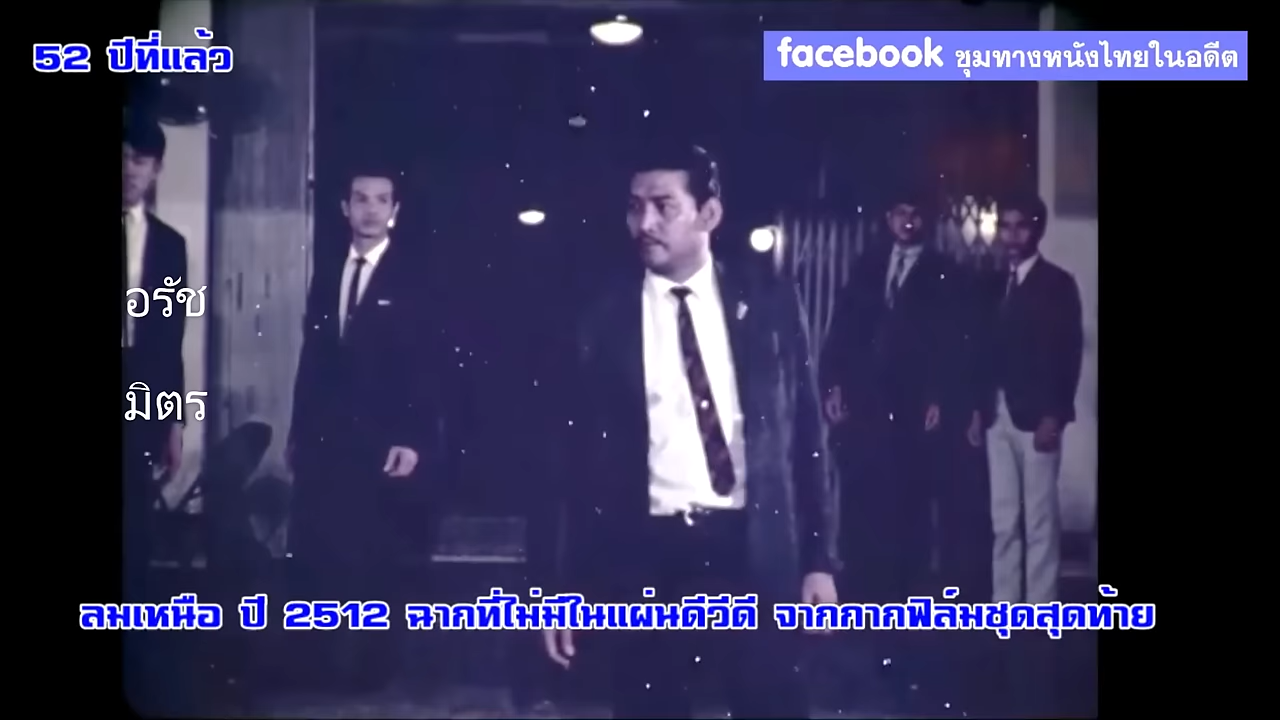 52 ปีที่แล้ว
facebook ชุมทางหนังไทยในอดีต
อรัช
มิตร
ลมเหนือ ปี 2512 ฉากที่ไม่มีในแผ่นดีวีดี จากกากฟิล์มชุดสุดท้าย